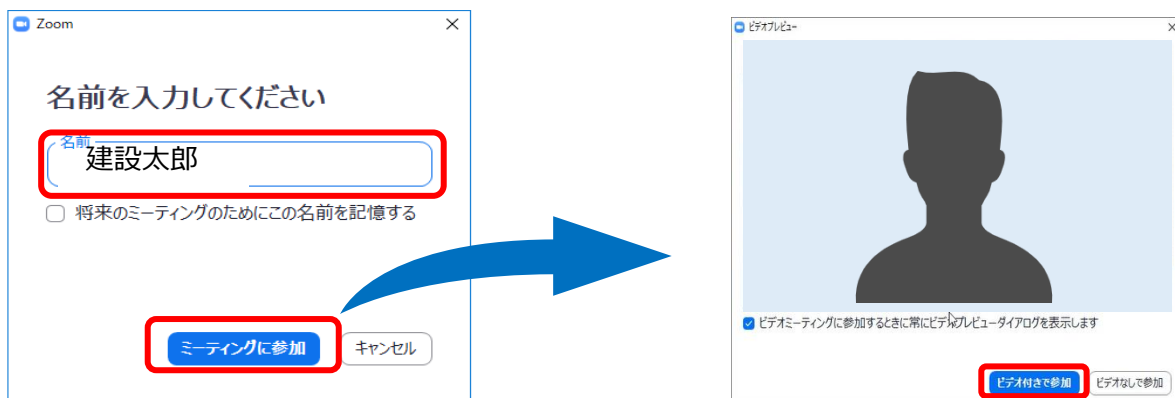 Zoom
名前を入力してください
名前
建設太郎
将来のミーティングのためにこの名前を記憶する
ミーティングに参加
キャンセル
ビデオプレビュー
ビデオミーティングに参加するときに常にビデオプレビューダイアログを表示します
ビデオ付きで参加
ビデオなしで参加